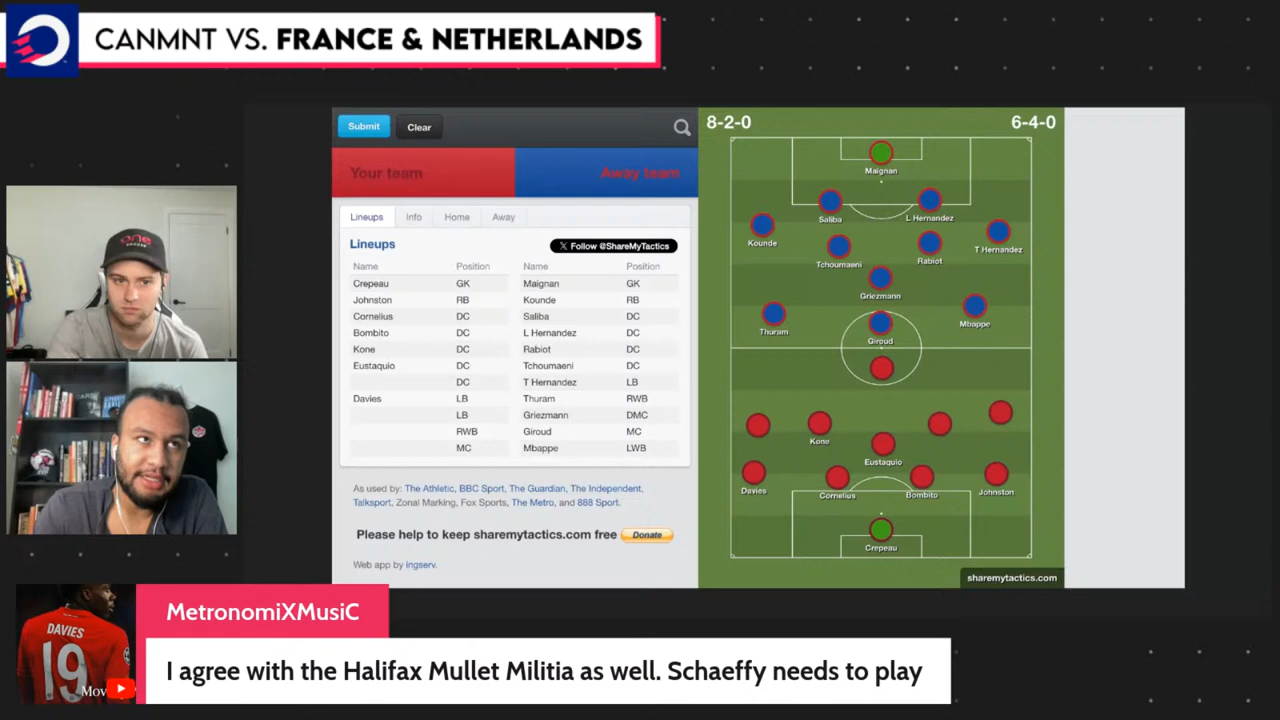 CANMNT VS. FRANCE & NETHERLANDS
Submit
Clear
Your team
Away team
Lineups
Info
Home
Away
Lineups
X Follow @ShareMyTactics
Name Position Name Position
Crepeau GK Maignan GK
Johnston RB Kounde RB
Cornelius DC Saliba DC
Bombito DC L Hernandez DC
Kone DC Rabiot DC
Eustaquio DC Tchoumaeni DC
DC T Hernandez LB
Davies LB Thuram RWB
LB Griezmann DMC
RWB Giroud MC
MC Mbappe LWB
As used by: The Athletic, BBC Sport, The Guardian, The Independent,
Talksport, Zonal Marking, Fox Sports, The Metro, and 888 Sport.
Please help to keep sharemytactics.com free Donate
Web app by ingserv.
8-2-0
6-4-0
Maignan
Saliba
L Hernandez
Kounde
T Hernandez
Tchoumaeni
Rabiot
Griezmann
Thuram
Mbappe
Giroud
Kone
Eustaquio
Davies
Cornelius
Bombito
Johnston
Crepeau
sharemytactics.com
one
DAVIES
19
Mov
MetronomiXMusiC
I agree with the Halifax Mullet Militia as well. Schaeffy needs to play